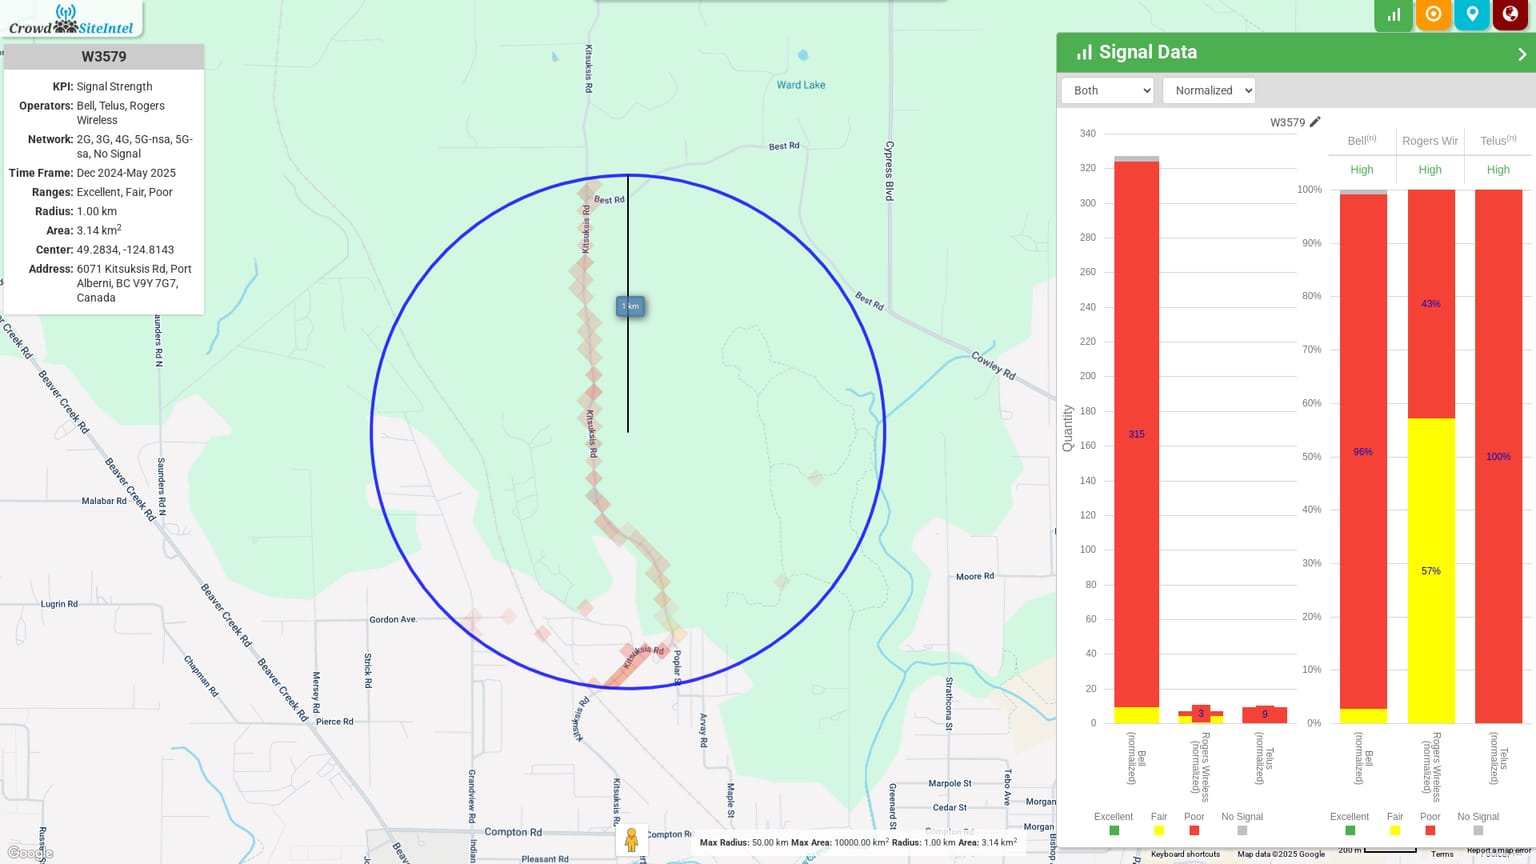 Crowd SiteIntel
W3579
KPI: Signal Strength
Operators: Bell, Telus, Rogers
Wireless
Network: 2G, 3G, 4G, 5G-nsa, 5G-
sa, No Signal
Time Frame: Dec 2024-May 2025
Ranges: Excellent, Fair, Poor
Radius: 1.00 km
Area: 3.14 km²
Center: 49.2834, -124.8143
Address: 6071 Kitsuksis Rd, Port
Alberni, BC V9Y 7G7,
Canada
Kitsuksis Rd
Ward Lake
Best Rd
Cypress Blvd
Best Rd
Kitsuksis Rd
1 km
Best Rd
Cowley Rd
aunders Rd N
Creek Rd
Beaver Creek Rd
Kitsuksis Rd
Beaver Creek Rd
Saunders Rd N
Malabar Rd
Moore Rd
Lugrin Rd
Beaver Creek Rd
Gordon Ave.
Kitsuksis Rd
Poplar St
Chapman Rd
Beaver Creek Rd
Strick Rd
Mersey Rd
Pierce Rd
Kitsuksis Rd
Arvay Rd
Strathcona St
Grandview Rd
Indian
Kitsuksis Rd
Maple St
Greenard St
Marpole St
Tebo Ave
Cedar St
Morgan
Compton Rd
Compton Rd
Compton Rd
Morgan
Bishop
Pleasant Rd
Beave
Russe
Google
Max Radius: 50.00 km Max Area: 10000.00 km² Radius: 1.00 km Area: 3.14 km²
Keyboard shortcuts
Map data ©2025 Google
200 m
Terms
Report a map error
Signal Data
Both
Normalized
W3579
340
320
300
280
260
240
220
200
180
160
140
120
100
80
60
40
20
0
Quantity
315
3
9
Bell (normalized)
Rogers Wireless (normalized)
Telus (normalized)
Excellent
Fair
Poor
No Signal
Bell(n)
Rogers Wir
Telus(n)
High
High
High
100%
90%
80%
70%
60%
50%
40%
30%
20%
10%
0%
96%
43%
57%
100%
Bell (normalized)
Rogers Wireless (normalized)
Telus (normalized)
Excellent
Fair
Poor
No Signal